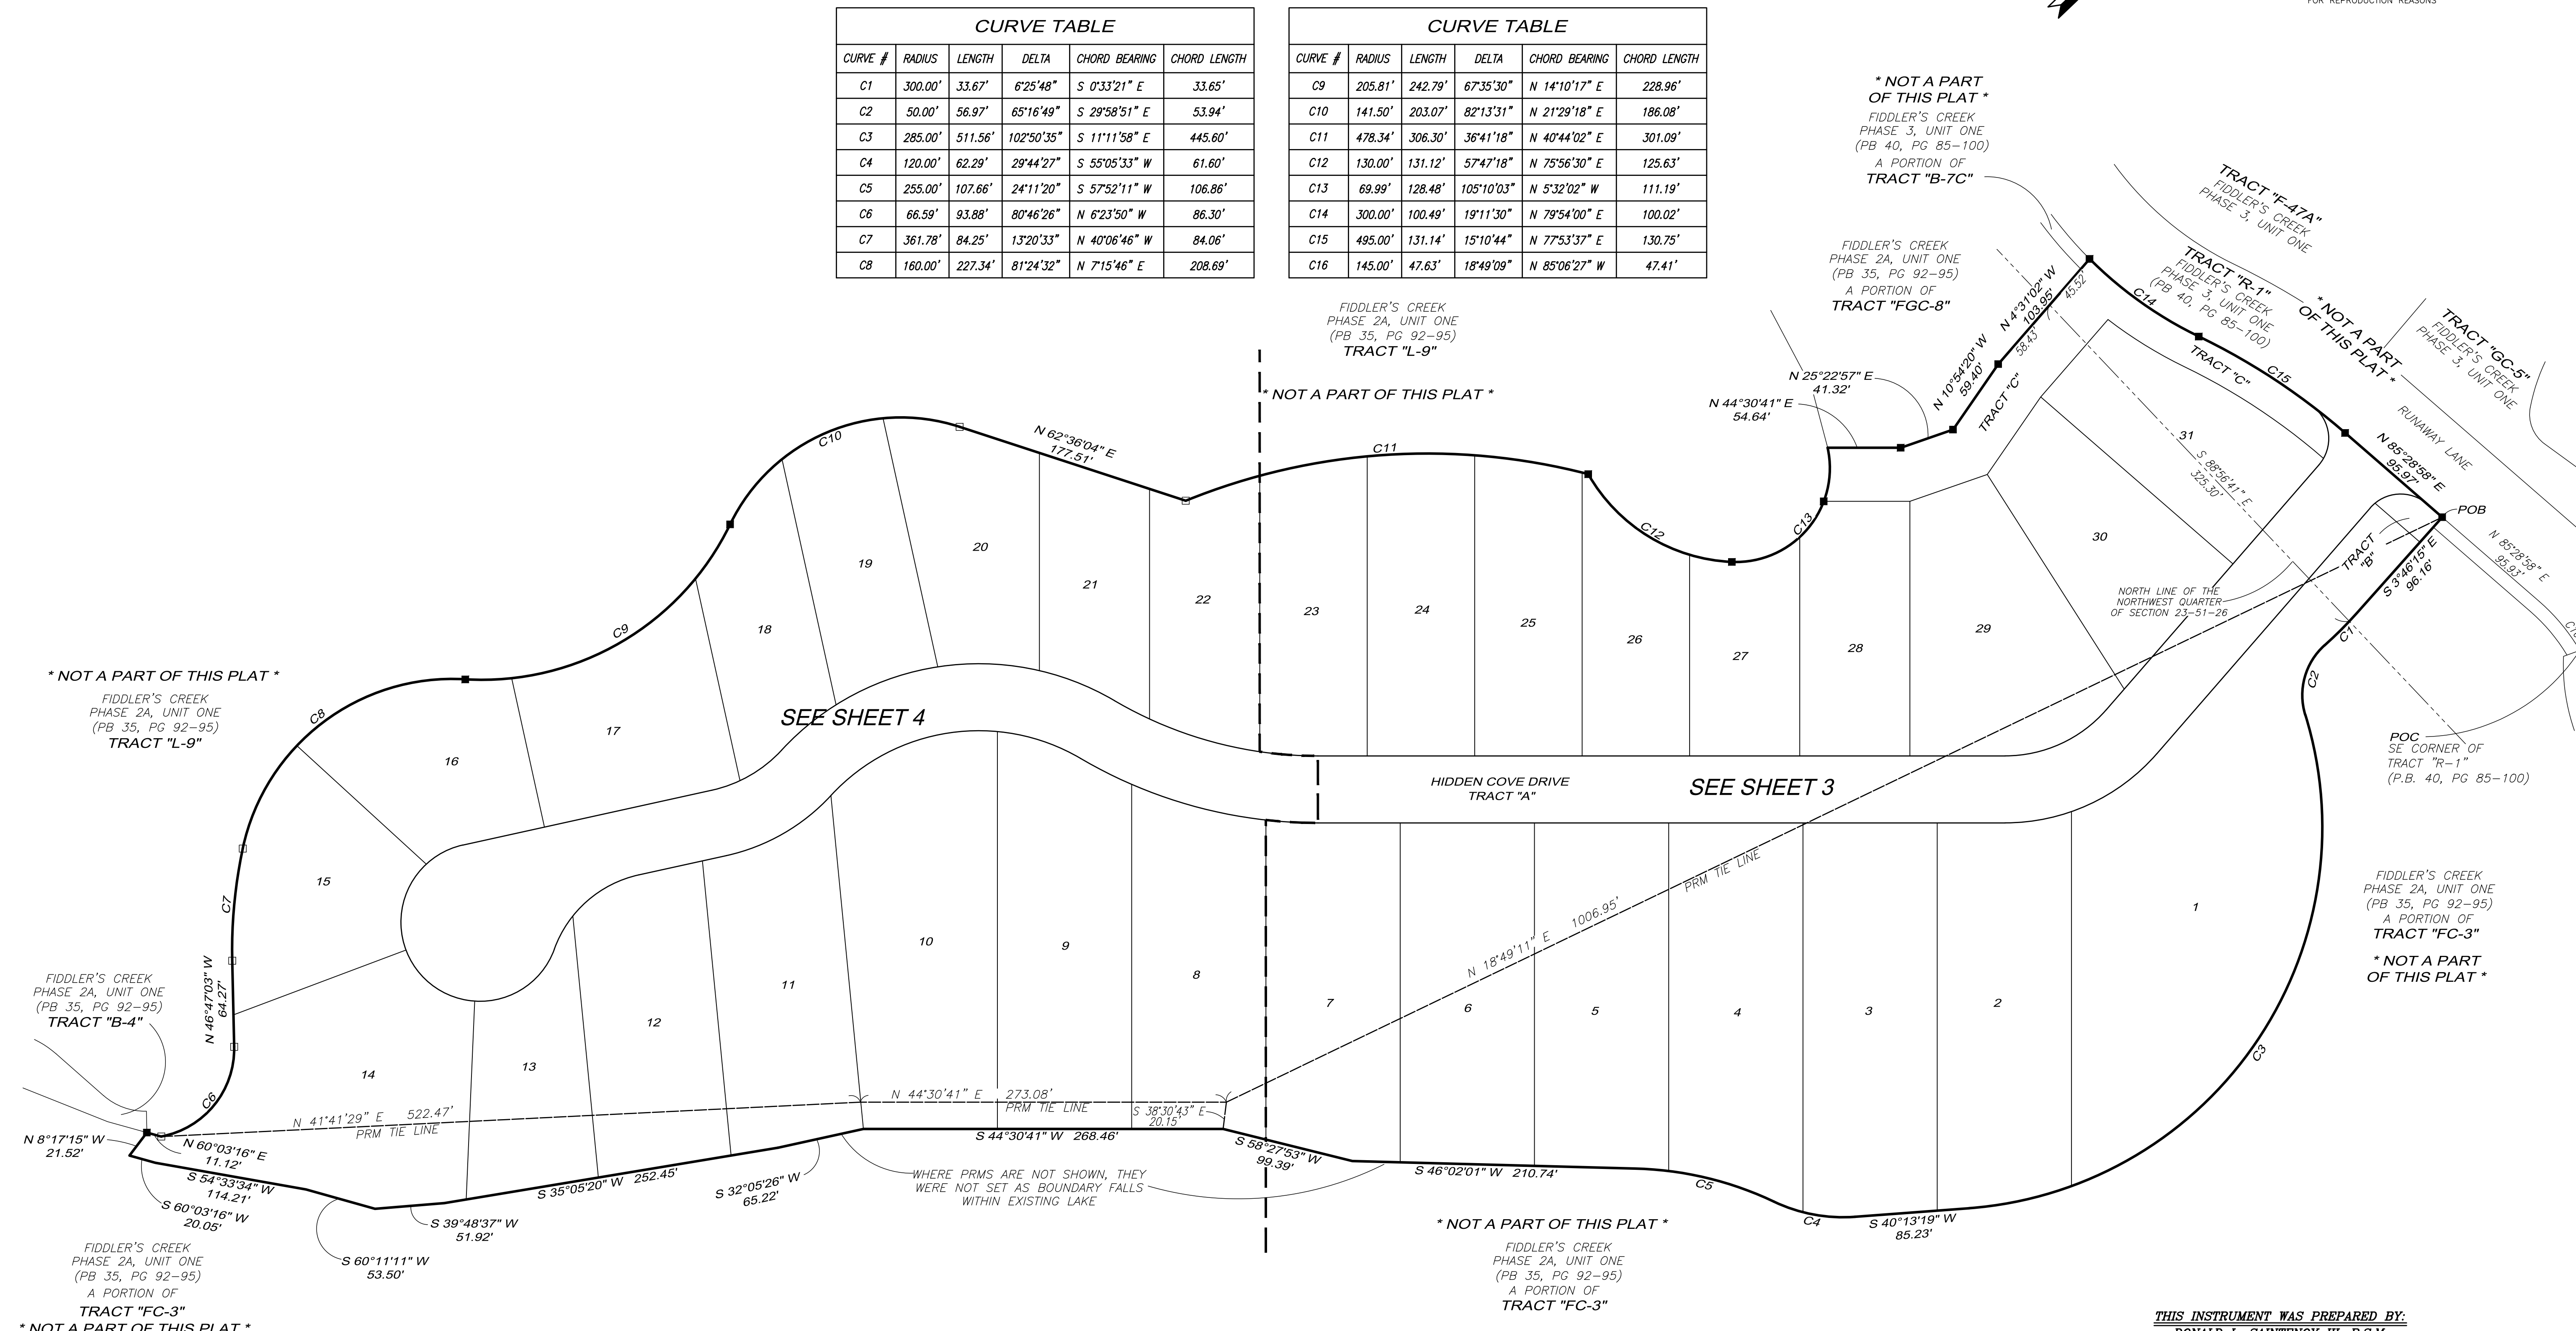 FOR REPRODUCTION REASONS
CURVE TABLE
CURVE # RADIUS LENGTH DELTA CHORD BEARING CHORD LENGTH
C1 300.00' 33.67' 6°25'48" S 0°33'21" E 33.65'
C2 50.00' 56.97' 65°16'49" S 29°58'51" E 53.94'
C3 285.00' 511.56' 102°50'35" S 11°11'58" E 445.60'
C4 120.00' 62.29' 29°44'27" S 55°05'33" W 61.60'
C5 255.00' 107.66' 24°11'20" S 57°52'11" W 106.86'
C6 66.59' 93.88' 80°46'26" N 6°23'50" W 86.30'
C7 361.78' 84.25' 13°20'33" N 40°06'46" W 84.06'
C8 160.00' 227.34' 81°24'32" N 7°15'46" E 208.69'
CURVE TABLE
CURVE # RADIUS LENGTH DELTA CHORD BEARING CHORD LENGTH
C9 205.81' 242.79' 67°35'30" N 14°10'17" E 228.96'
C10 141.50' 203.07' 82°13'31" N 21°29'18" E 186.08'
C11 478.34' 306.30' 36°41'18" N 40°44'02" E 301.09'
C12 130.00' 131.12' 57°47'18" N 75°56'30" E 125.63'
C13 69.99' 128.48' 105°10'03" N 5°32'02" W 111.19'
C14 300.00' 100.49' 19°11'30" N 79°54'00" E 100.02'
C15 495.00' 131.14' 15°10'44" N 77°53'37" E 130.75'
C16 145.00' 47.63' 18°49'09" N 85°06'27" W 47.41'
* NOT A PART
OF THIS PLAT *
FIDDLER'S CREEK
PHASE 3, UNIT ONE
(PB 40, PG 85-100)
A PORTION OF
TRACT "B-7C"
TRACT "F-47A"
FIDDLER'S CREEK
PHASE 3, UNIT ONE
FIDDLER'S CREEK
PHASE 2A, UNIT ONE
(PB 35, PG 92-95)
A PORTION OF
TRACT "FGC-8"
TRACT "R-1"
FIDDLER'S CREEK
PHASE 3, UNIT ONE
(PB 40, PG 85-100)
* NOT A PART
OF THIS PLAT *
TRACT "GC-5"
FIDDLER'S CREEK
PHASE 3, UNIT ONE
RUNAWAY LANE
FIDDLER'S CREEK
PHASE 2A, UNIT ONE
(PB 35, PG 92-95)
TRACT "L-9"
* NOT A PART OF THIS PLAT *
N 25°22'57" E
41.32'
N 44°30'41" E
54.64'
N 10°54'20" W
59.40'
N 4°31'02" W
103.95'
45.52'
58.43'
TRACT "C"
C14
TRACT "C"
C15
N 85°28'58" E
95.97'
POB
N 85°28'58" E
95.93'
TRACT
"B"
S 3°46'15" E
96.16'
S 88°56'41" E
325.30'
NORTH LINE OF THE
NORTHWEST QUARTER
OF SECTION 23-51-26
C1
C2
POC
SE CORNER OF
TRACT "R-1"
(P.B. 40, PG 85-100)
C10
N 62°36'04" E
177.51'
C11
C12
C13
C9
C8
C7
C6
31
30
29
28
27
26
25
24
23
22
21
20
19
18
17
16
15
14
13
12
11
10
9
8
7
6
5
4
3
2
1
* NOT A PART OF THIS PLAT *
FIDDLER'S CREEK
PHASE 2A, UNIT ONE
(PB 35, PG 92-95)
TRACT "L-9"
SEE SHEET 4
HIDDEN COVE DRIVE
TRACT "A"
SEE SHEET 3
PRM TIE LINE
N 18°49'11" E 1006.95'
FIDDLER'S CREEK
PHASE 2A, UNIT ONE
(PB 35, PG 92-95)
A PORTION OF
TRACT "FC-3"
* NOT A PART
OF THIS PLAT *
C3
N 46°47'03" W
64.27'
FIDDLER'S CREEK
PHASE 2A, UNIT ONE
(PB 35, PG 92-95)
TRACT "B-4"
N 41°41'29" E 522.47'
PRM TIE LINE
N 44°30'41" E 273.08'
PRM TIE LINE
S 38°30'43" E
20.15'
N 8°17'15" W
21.52'
N 60°03'16" E
11.12'
S 54°33'34" W
114.21'
S 60°03'16" W
20.05'
S 60°11'11" W
53.50'
S 39°48'37" W
51.92'
S 35°05'20" W 252.45'
S 32°05'26" W
65.22'
S 44°30'41" W 268.46'
S 58°27'53" W
99.39'
S 46°02'01" W 210.74'
C5
C4
S 40°13'19" W
85.23'
WHERE PRMS ARE NOT SHOWN, THEY
WERE NOT SET AS BOUNDARY FALLS
WITHIN EXISTING LAKE
* NOT A PART OF THIS PLAT *
FIDDLER'S CREEK
PHASE 2A, UNIT ONE
(PB 35, PG 92-95)
A PORTION OF
TRACT "FC-3"
FIDDLER'S CREEK
PHASE 2A, UNIT ONE
(PB 35, PG 92-95)
A PORTION OF
TRACT "FC-3"
* NOT A PART OF THIS PLAT *
THIS INSTRUMENT WAS PREPARED BY: